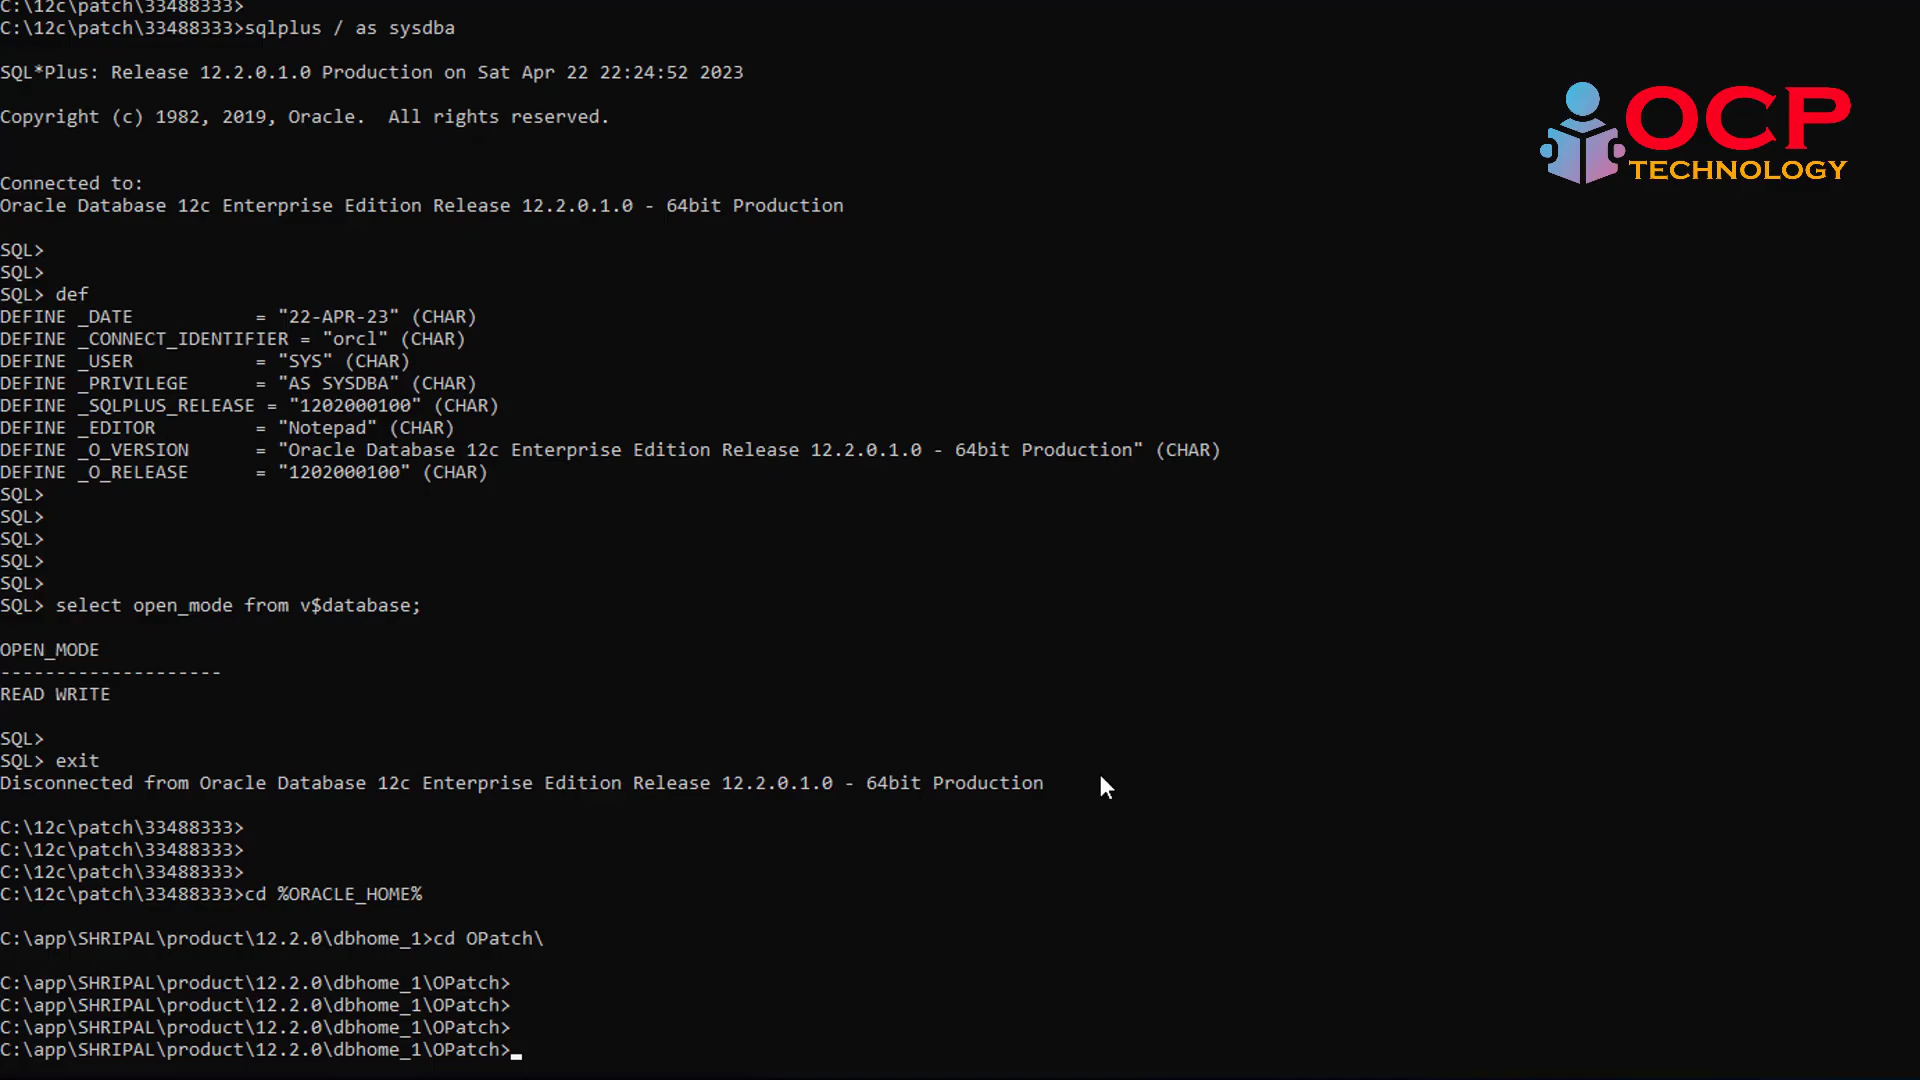 C:\12c\patch\33488333>
C:\12c\patch\33488333>sqlplus / as sysdba
SQL*Plus: Release 12.2.0.1.0 Production on Sat Apr 22 22:24:52 2023
Copyright (c) 1982, 2019, Oracle.  All rights reserved.
OCP
TECHNOLOGY
Connected to:
Oracle Database 12c Enterprise Edition Release 12.2.0.1.0 - 64bit Production
SQL>
SQL>
SQL> def
DEFINE _DATE           = "22-APR-23" (CHAR)
DEFINE _CONNECT_IDENTIFIER = "orcl" (CHAR)
DEFINE _USER           = "SYS" (CHAR)
DEFINE _PRIVILEGE      = "AS SYSDBA" (CHAR)
DEFINE _SQLPLUS_RELEASE = "1202000100" (CHAR)
DEFINE _EDITOR         = "Notepad" (CHAR)
DEFINE _O_VERSION      = "Oracle Database 12c Enterprise Edition Release 12.2.0.1.0 - 64bit Production" (CHAR)
DEFINE _O_RELEASE      = "1202000100" (CHAR)
SQL>
SQL>
SQL>
SQL>
SQL>
SQL> select open_mode from v$database;
OPEN_MODE
--------------------
READ WRITE
SQL>
SQL> exit
Disconnected from Oracle Database 12c Enterprise Edition Release 12.2.0.1.0 - 64bit Production
C:\12c\patch\33488333>
C:\12c\patch\33488333>
C:\12c\patch\33488333>
C:\12c\patch\33488333>cd %ORACLE_HOME%
C:\app\SHRIPAL\product\12.2.0\dbhome_1>cd OPatch\
C:\app\SHRIPAL\product\12.2.0\dbhome_1\OPatch>
C:\app\SHRIPAL\product\12.2.0\dbhome_1\OPatch>
C:\app\SHRIPAL\product\12.2.0\dbhome_1\OPatch>
C:\app\SHRIPAL\product\12.2.0\dbhome_1\OPatch>